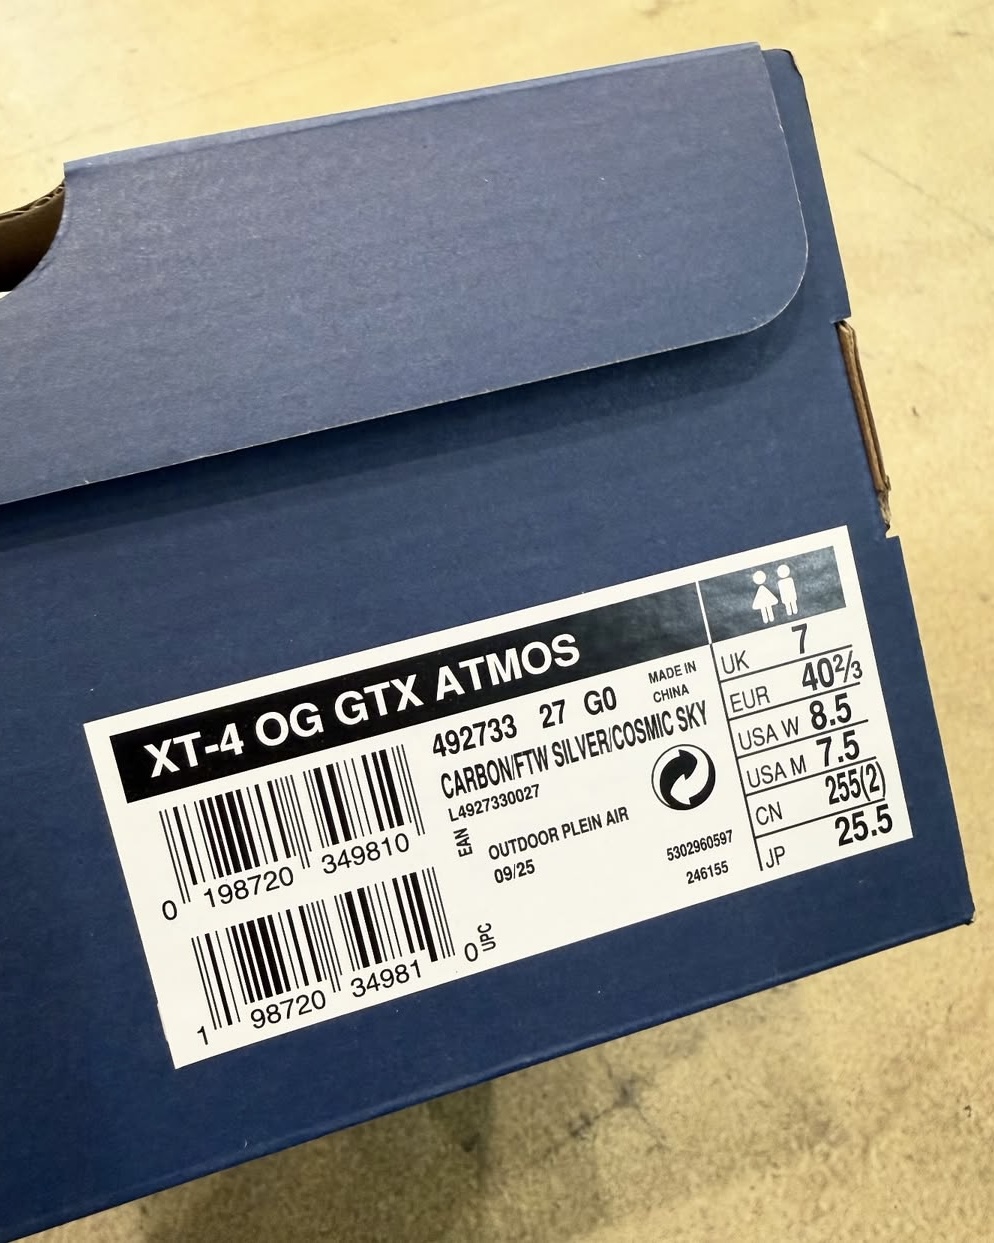 XT-4 OG GTX ATMOS
492733 27 G0
MADE IN
CHINA
CARBON/FTW SILVER/COSMIC SKY
L4927330027
EAN
0 198720 349810
OUTDOOR PLEIN AIR
09/25
5302960597
246155
1 98720 34981 0
UPC
UK 7
EUR 40⅔
USA W 8.5
USA M 7.5
CN 255(2)
JP 25.5